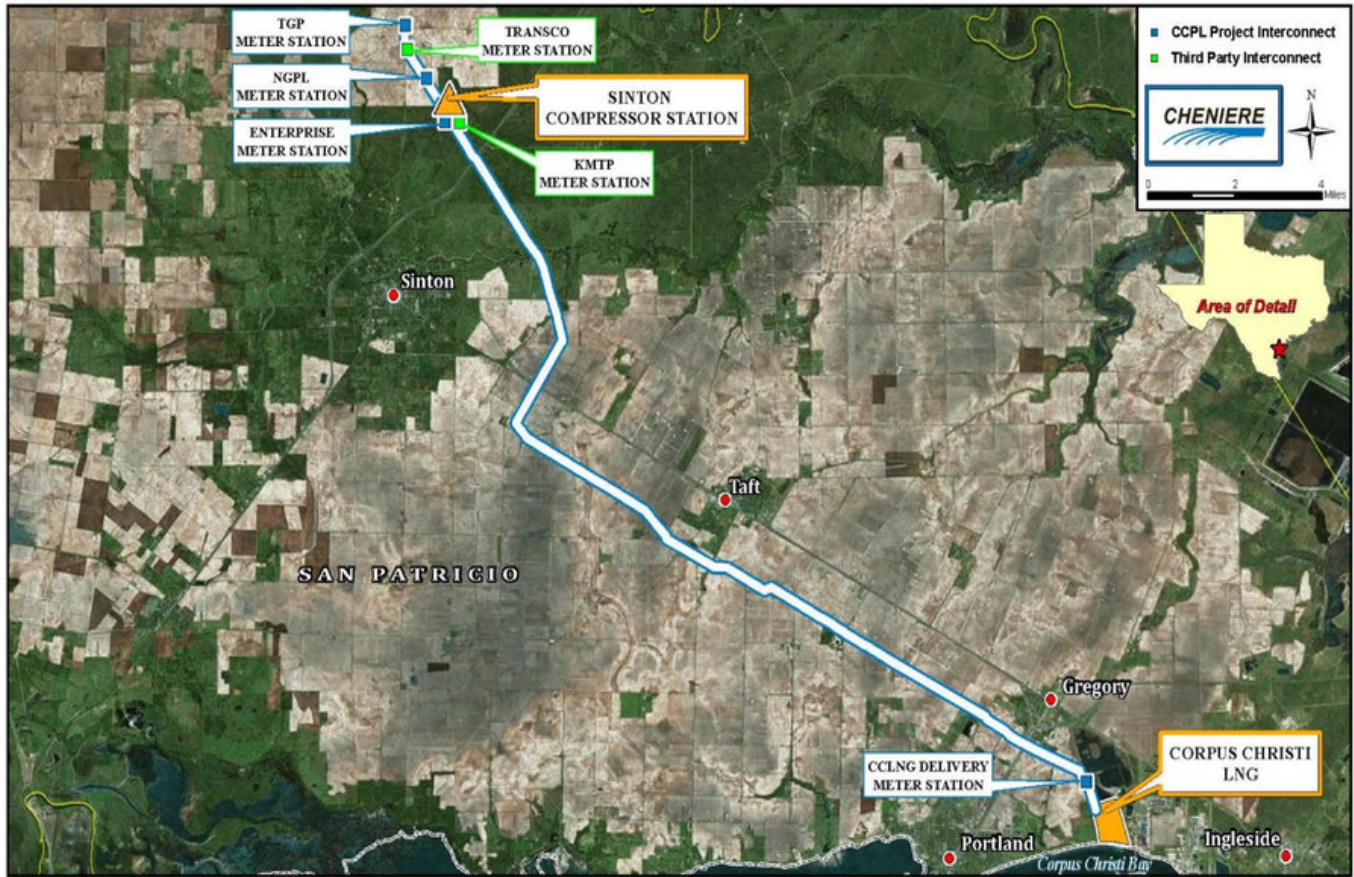 TGP
METER STATION
TRANSCO
METER STATION
NGPL
METER STATION
SINTON
COMPRESSOR STATION
ENTERPRISE
METER STATION
KMTP
METER STATION
CCPL Project Interconnect
Third Party Interconnect
CHENIERE
N
0 2 4
Miles
Area of Detail
Sinton
Taft
SAN PATRICIO
Gregory
CCLNG DELIVERY
METER STATION
CORPUS CHRISTI
LNG
Portland
Ingleside
Corpus Christi Bay